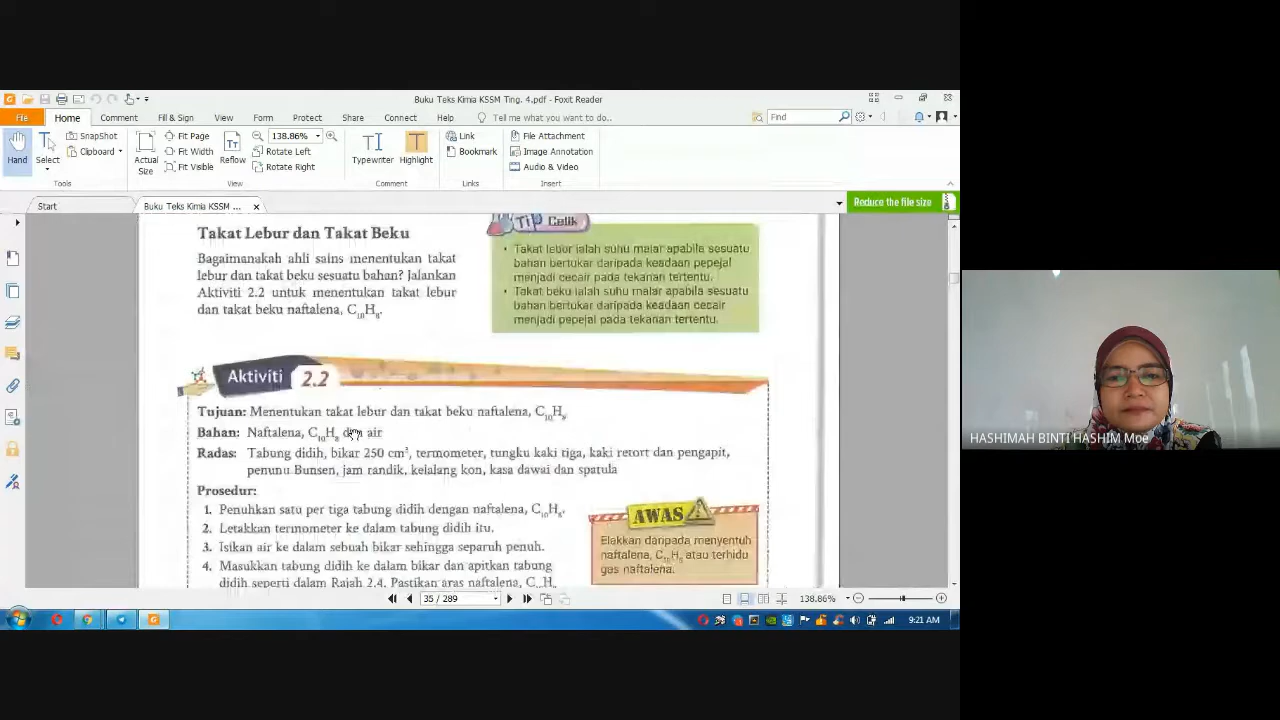 Buku Teks Kimia KSSM Ting. 4.pdf - Foxit Reader
File Home Comment Fill & Sign View Form Protect Share Connect Help Tell me what you want to do.. Find
Hand Select SnapShot Clipboard Actual Size Fit Page Fit Width Fit Visible Reflow 138.86% Rotate Left Rotate Right Typewriter Highlight Link Bookmark File Attachment Image Annotation Audio & Video
Tools View Comment Links Insert
Start Buku Teks Kimia KSSM ... Reduce the file size
Takat Lebur dan Takat Beku
Bagaimanakah ahli sains menentukan takat
lebur dan takat beku sesuatu bahan? Jalankan
Aktiviti 2.2 untuk menentukan takat lebur
dan takat beku naftalena, C₁₀H₈.
Tip Celik
• Takat lebur ialah suhu malar apabila sesuatu
bahan bertukar daripada keadaan pepejal
menjadi cecair pada tekanan tertentu.
• Takat beku ialah suhu malar apabila sesuatu
bahan bertukar daripada keadaan cecair
menjadi pepejal pada tekanan tertentu.
Aktiviti 2.2
Tujuan: Menentukan takat lebur dan takat beku naftalena, C₁₀H₈
Bahan: Naftalena, C₁₀H₈ dan air
Radas: Tabung didih, bikar 250 cm³, termometer, tungku kaki tiga, kaki retort dan pengapit,
penunu Bunsen, jam randik, kelalang kon, kasa dawai dan spatula
Prosedur:
1. Penuhkan satu per tiga tabung didih dengan naftalena, C₁₀H₈.
2. Letakkan termometer ke dalam tabung didih itu.
3. Isikan air ke dalam sebuah bikar sehingga separuh penuh.
4. Masukkan tabung didih ke dalam bikar dan apitkan tabung
didih seperti dalam Rajah 2.4. Pastikan aras naftalena, C₁₀H₈
AWAS
Elakkan daripada menyentuh
naftalena, C₁₀H₈ atau terhidu
gas naftalena.
35 / 289
138.86%
9:21 AM
HASHIMAH BINTI HASHIM Moe